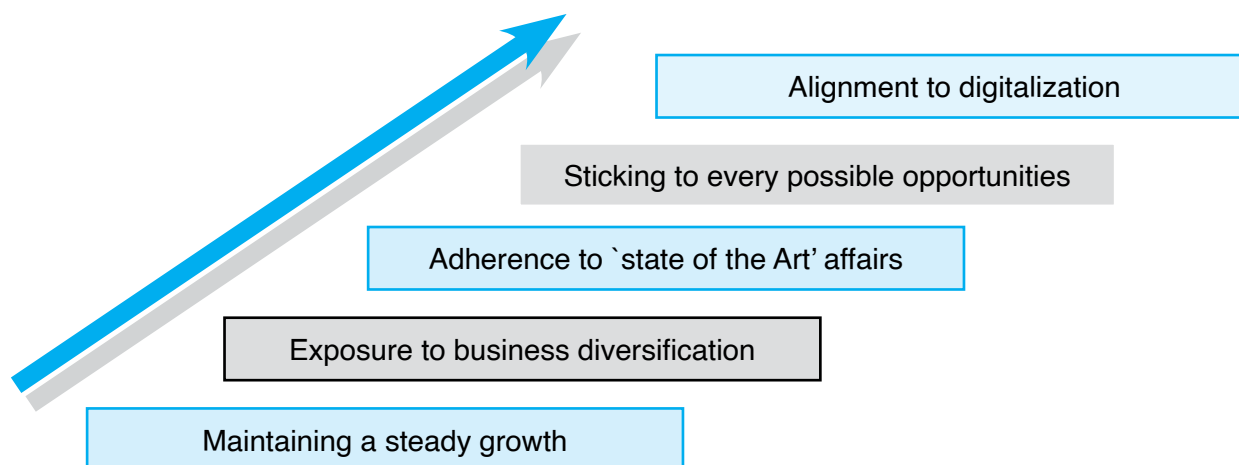 Alignment to digitalization
Sticking to every possible opportunities
Adherence to `state of the Art’ affairs
Exposure to business diversification
Maintaining a steady growth